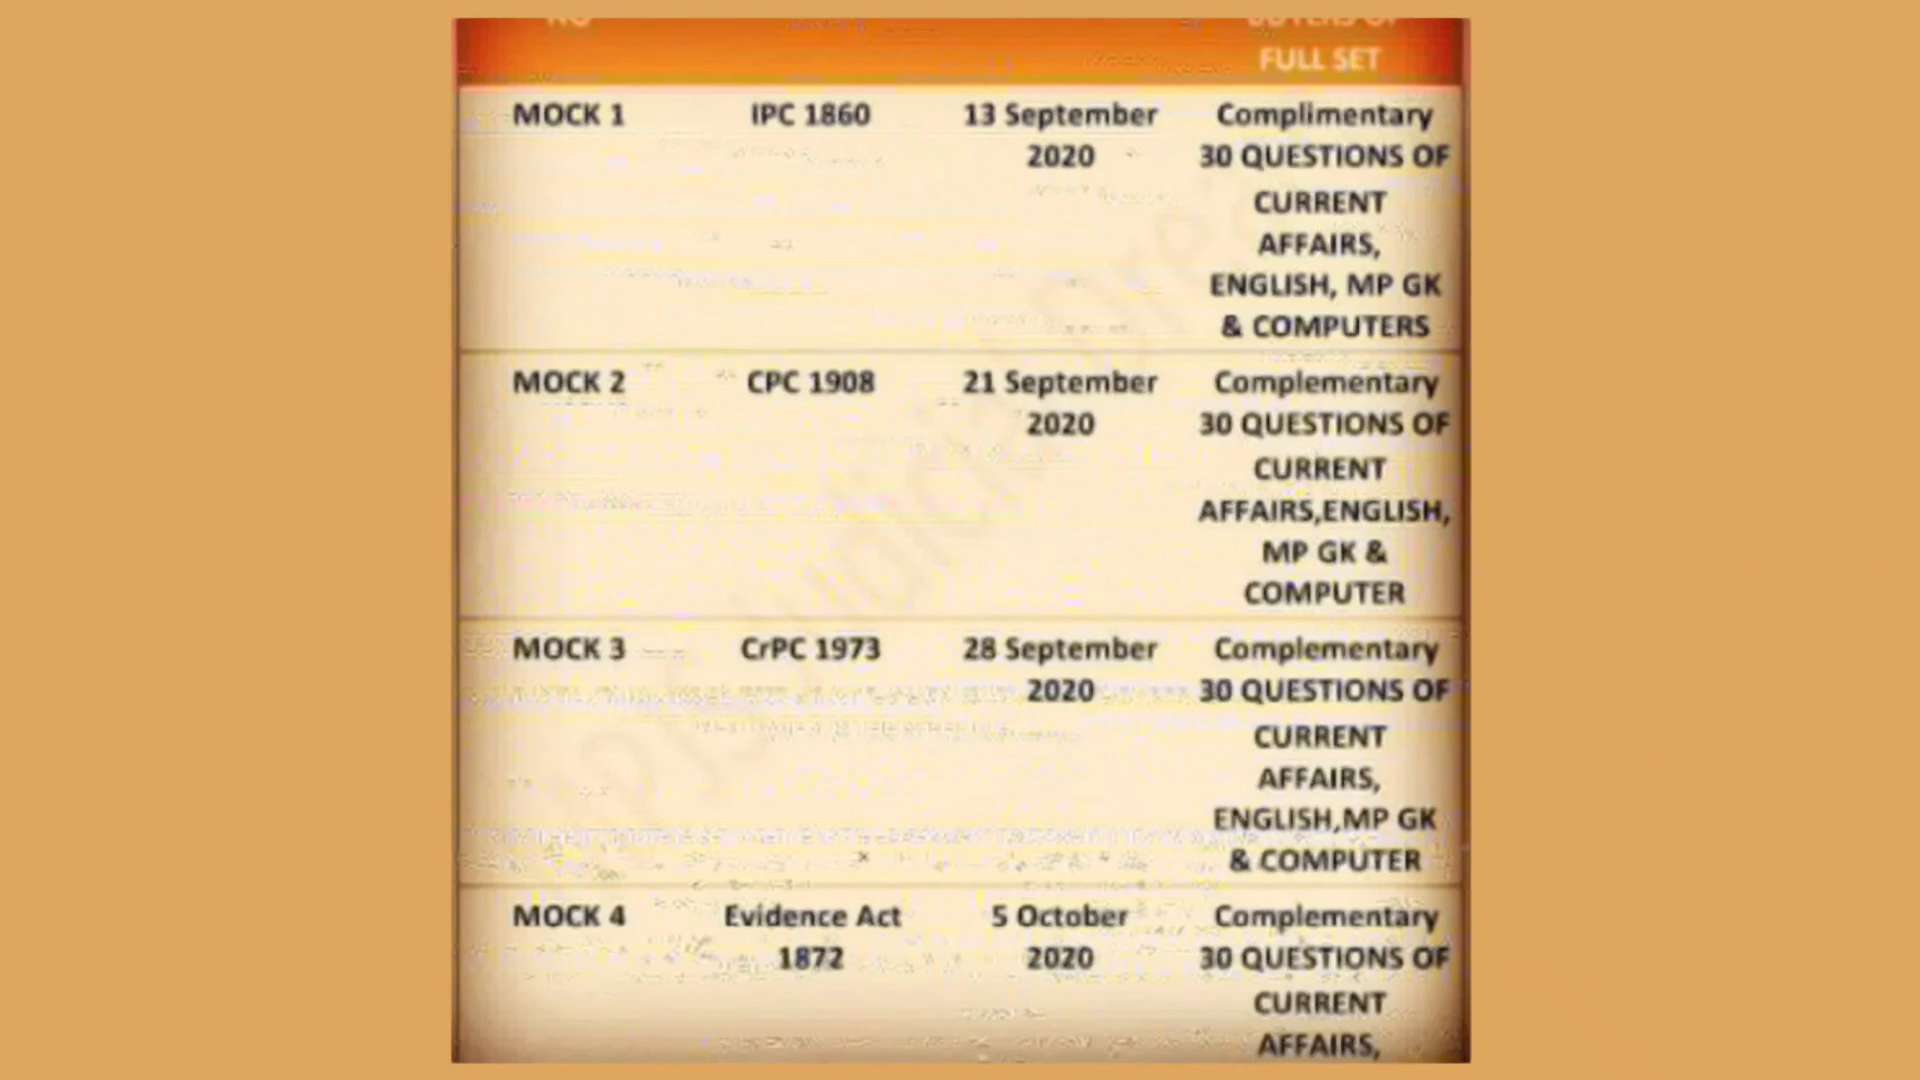 NO
BUYERS OF
FULL SET
MOCK 1
IPC 1860
13 September
2020
Complimentary
30 QUESTIONS OF
CURRENT
AFFAIRS,
ENGLISH, MP GK
& COMPUTERS
MOCK 2
CPC 1908
21 September
2020
Complementary
30 QUESTIONS OF
CURRENT
AFFAIRS,ENGLISH,
MP GK &
COMPUTER
MOCK 3
CrPC 1973
28 September
2020
Complementary
30 QUESTIONS OF
CURRENT
AFFAIRS,
ENGLISH,MP GK
& COMPUTER
MOCK 4
Evidence Act
1872
5 October
2020
Complementary
30 QUESTIONS OF
CURRENT
AFFAIRS,